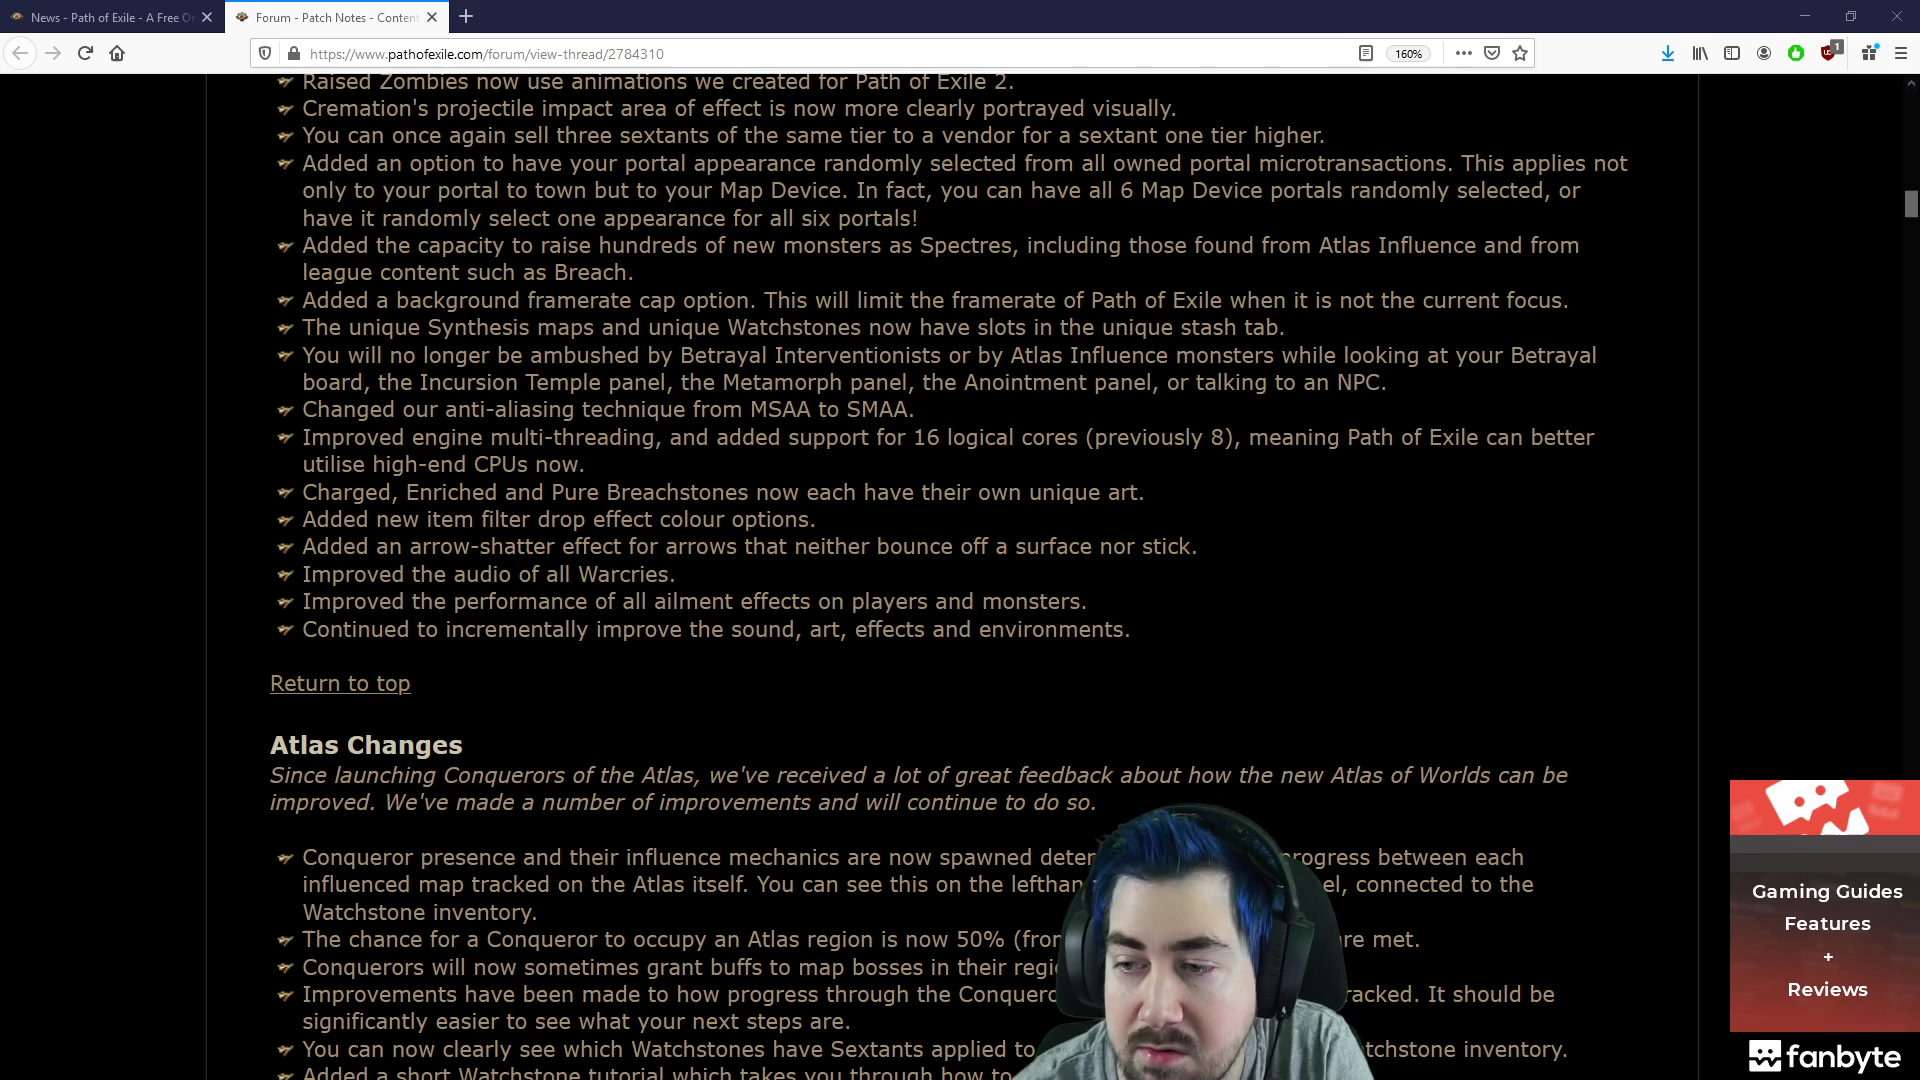 News - Path of Exile - A Free On
Forum - Patch Notes - Content
https://www.pathofexile.com/forum/view-thread/2784310
160%
1
Raised Zombies now use animations we created for Path of Exile 2.
Cremation's projectile impact area of effect is now more clearly portrayed visually.
You can once again sell three sextants of the same tier to a vendor for a sextant one tier higher.
Added an option to have your portal appearance randomly selected from all owned portal microtransactions. This applies not
only to your portal to town but to your Map Device. In fact, you can have all 6 Map Device portals randomly selected, or
have it randomly select one appearance for all six portals!
Added the capacity to raise hundreds of new monsters as Spectres, including those found from Atlas Influence and from
league content such as Breach.
Added a background framerate cap option. This will limit the framerate of Path of Exile when it is not the current focus.
The unique Synthesis maps and unique Watchstones now have slots in the unique stash tab.
You will no longer be ambushed by Betrayal Interventionists or by Atlas Influence monsters while looking at your Betrayal
board, the Incursion Temple panel, the Metamorph panel, the Anointment panel, or talking to an NPC.
Changed our anti-aliasing technique from MSAA to SMAA.
Improved engine multi-threading, and added support for 16 logical cores (previously 8), meaning Path of Exile can better
utilise high-end CPUs now.
Charged, Enriched and Pure Breachstones now each have their own unique art.
Added new item filter drop effect colour options.
Added an arrow-shatter effect for arrows that neither bounce off a surface nor stick.
Improved the audio of all Warcries.
Improved the performance of all ailment effects on players and monsters.
Continued to incrementally improve the sound, art, effects and environments.
Return to top
Atlas Changes
Since launching Conquerors of the Atlas, we've received a lot of great feedback about how the new Atlas of Worlds can be
improved. We've made a number of improvements and will continue to do so.
Conqueror presence and their influence mechanics are now spawned deter progress between each
influenced map tracked on the Atlas itself. You can see this on the lefthan el, connected to the
Watchstone inventory.
The chance for a Conqueror to occupy an Atlas region is now 50% (from re met.
Conquerors will now sometimes grant buffs to map bosses in their regi
Improvements have been made to how progress through the Conquero racked. It should be
significantly easier to see what your next steps are.
You can now clearly see which Watchstones have Sextants applied to tchstone inventory.
Added a short Watchstone tutorial which takes you through how to
Gaming Guides
Features
+
Reviews
fanbyte